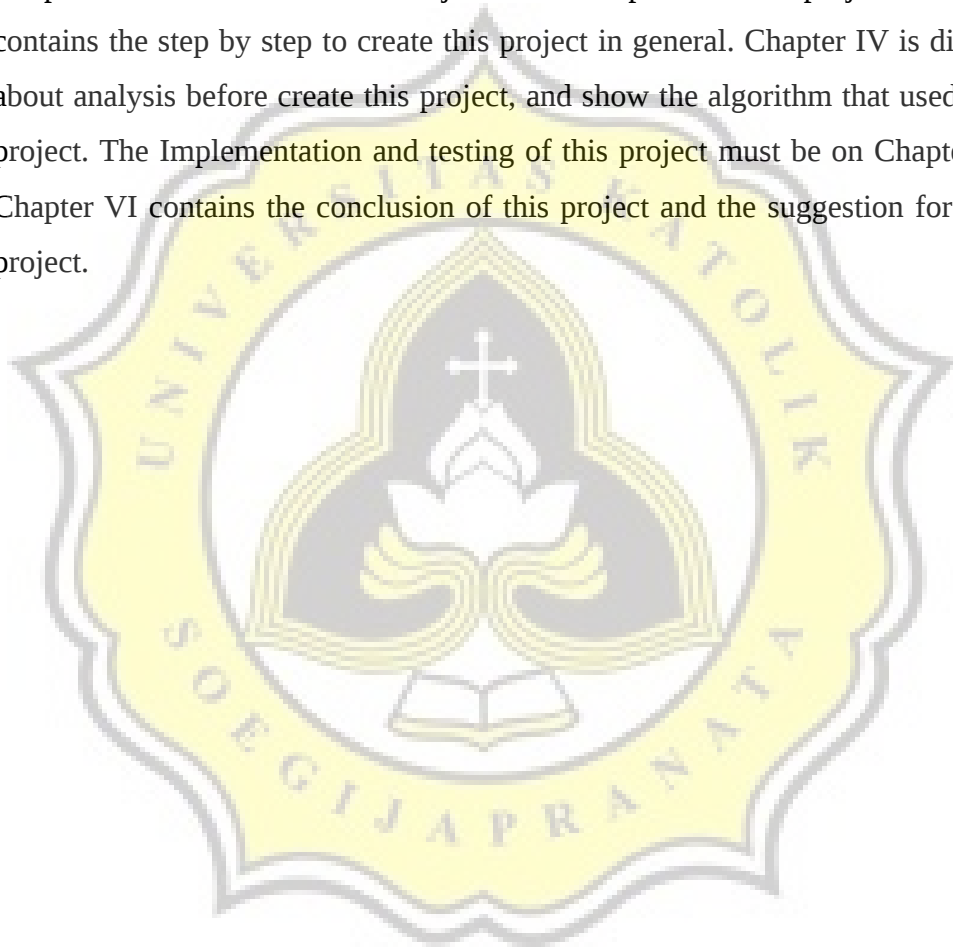 contains the step by step to create this project in general. Chapter IV is di
about analysis before create this project, and show the algorithm that used
project. The Implementation and testing of this project must be on Chapte
Chapter VI contains the conclusion of this project and the suggestion for
project.
UNIVERSITAS KATOLIK
SOEGIJAPRANATA